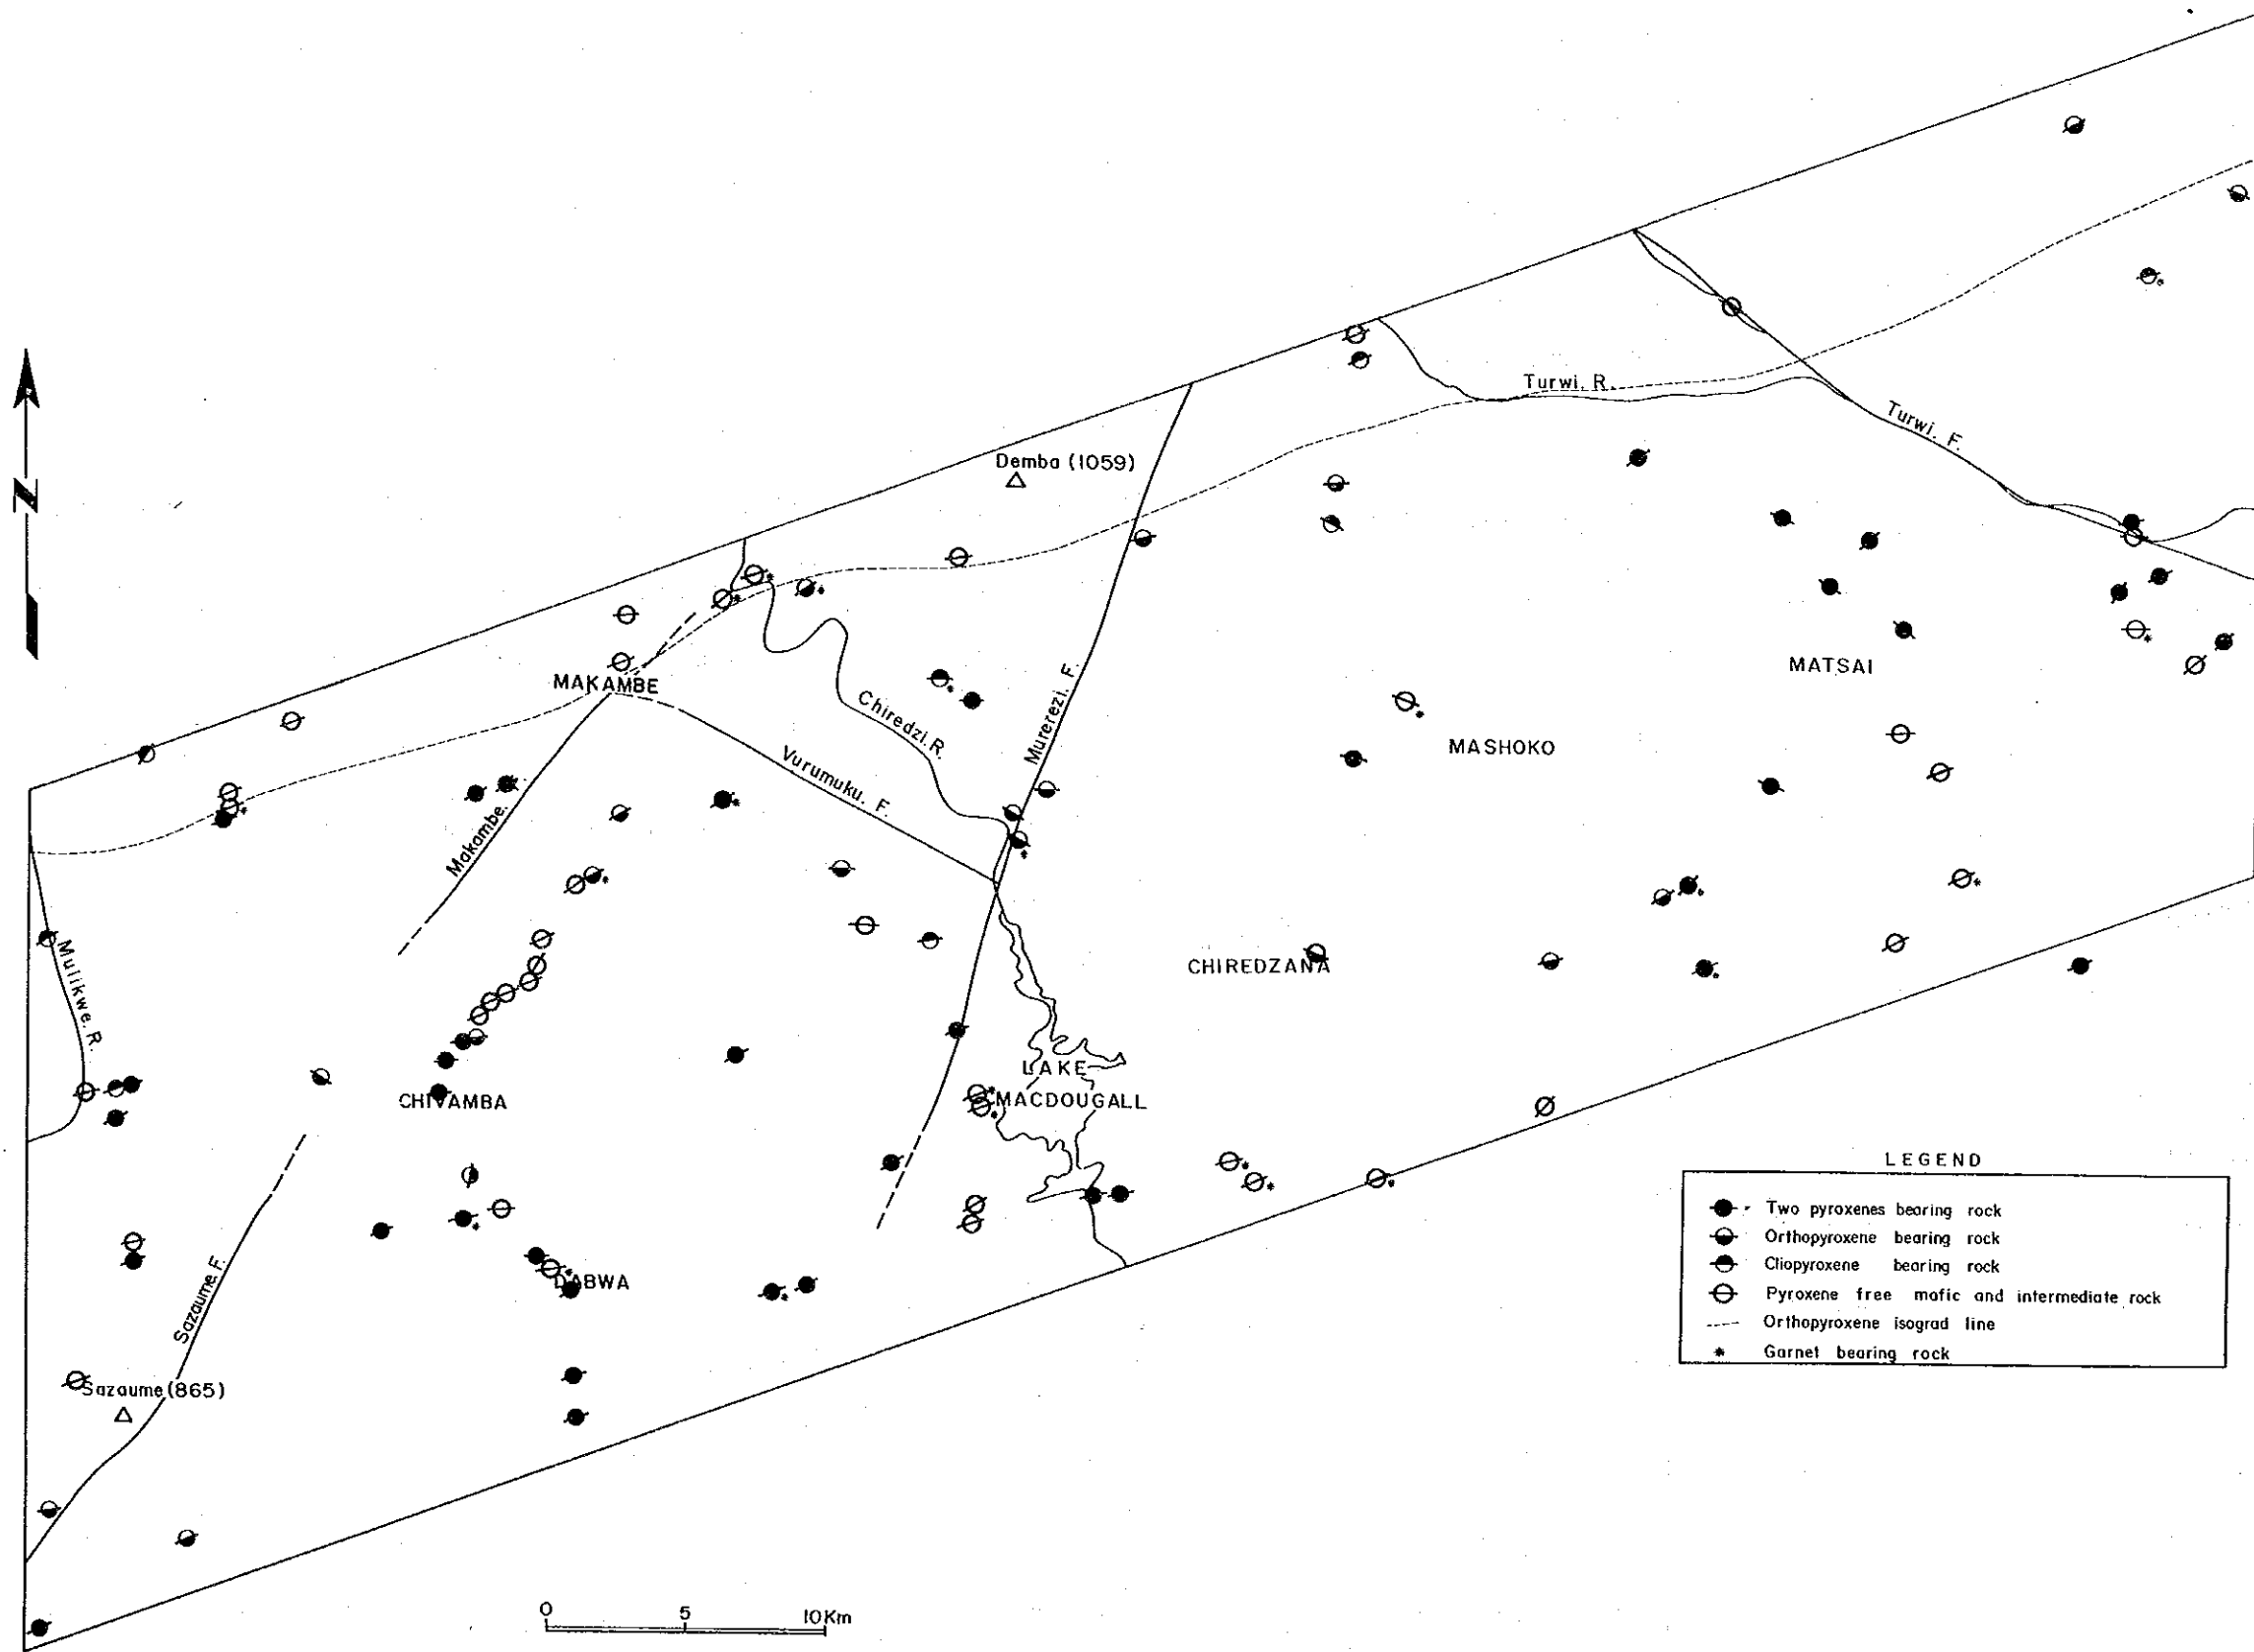 Turwi. R.
Turwi. F.
Demba (1059)
N
MATSAI
MAKAMBE
Chiredzi. R.
Murerezi. F.
MASHOKO
Vurumuku. F.
Makambe.
Mulikwe. R.
CHIREDZANA
LAKE
MACDOUGALL
CHIVAMBA
LEGEND
Two pyroxenes bearing rock
Orthopyroxene bearing rock
Cliopyroxene bearing rock
Pyroxene free mafic and intermediate rock
Orthopyroxene isograd line
* Garnet bearing rock
DABWA
Sazaume F.
Sazaume (865)
0 5 10Km